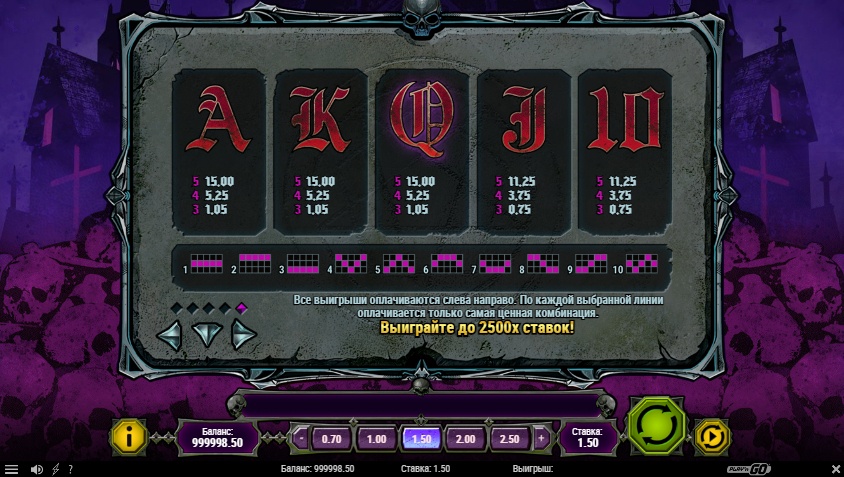 A K Q J 10
5 15,00 5 15,00 5 15,00 5 11,25 5 11,25
4 5,25 4 5,25 4 5,25 4 3,75 4 3,75
3 1,05 3 1,05 3 1,05 3 0,75 3 0,75
1 2 3 4 5 6 7 8 9 10
Все выигрыши оплачиваются слева направо. По каждой выбранной линии
оплачивается только самая ценная комбинация.
Выиграйте до 2500x ставок!
i Баланс: 999998.50 - 0.70 1.00 1.50 2.00 2.50 + Ставка: 1.50
? Баланс: 999998.50 Ставка: 1.50 Выигрыш: PLAY'N GO